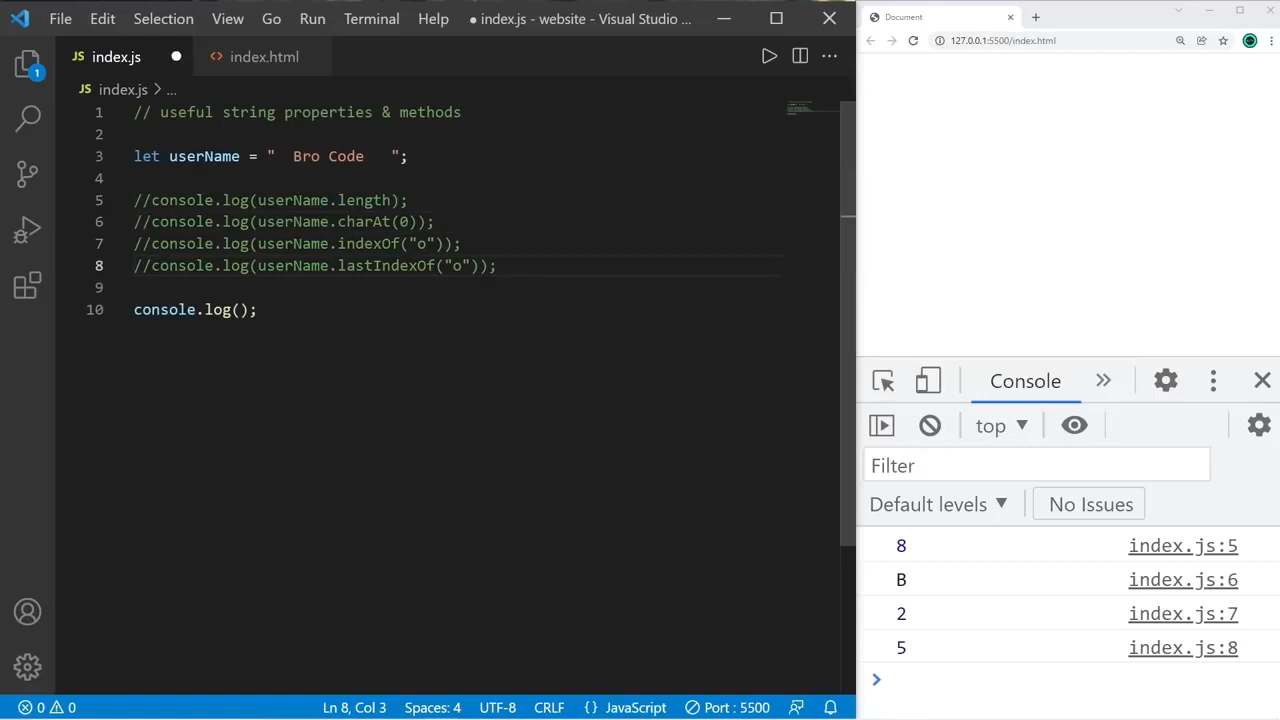 File Edit Selection View Go Run Terminal Help ● index.js - website - Visual Studio ...
JS index.js ● <> index.html
JS index.js > ...
1 // useful string properties & methods
2
3 let userName = "  Bro Code   ";
4
5 //console.log(userName.length);
6 //console.log(userName.charAt(0));
7 //console.log(userName.indexOf("o"));
8 //console.log(userName.lastIndexOf("o"));
9
10 console.log();
1
0 0 Ln 8, Col 3 Spaces: 4 UTF-8 CRLF {} JavaScript Port : 5500
Document
127.0.0.1:5500/index.html
Console
top
Filter
Default levels No Issues
8 index.js:5
B index.js:6
2 index.js:7
5 index.js:8